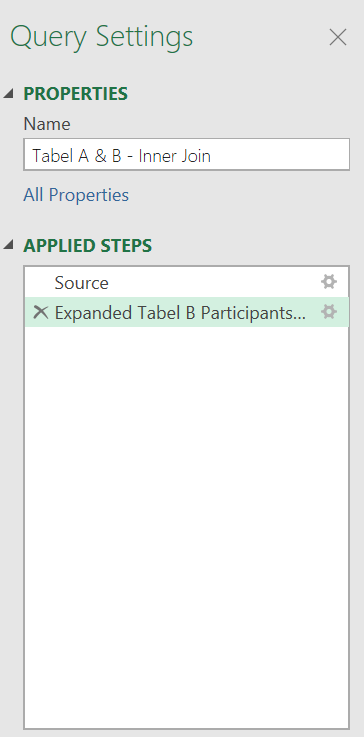 Query Settings
PROPERTIES
Name
Tabel A & B - Inner Join
All Properties
APPLIED STEPS
Source
Expanded Tabel B Participants...